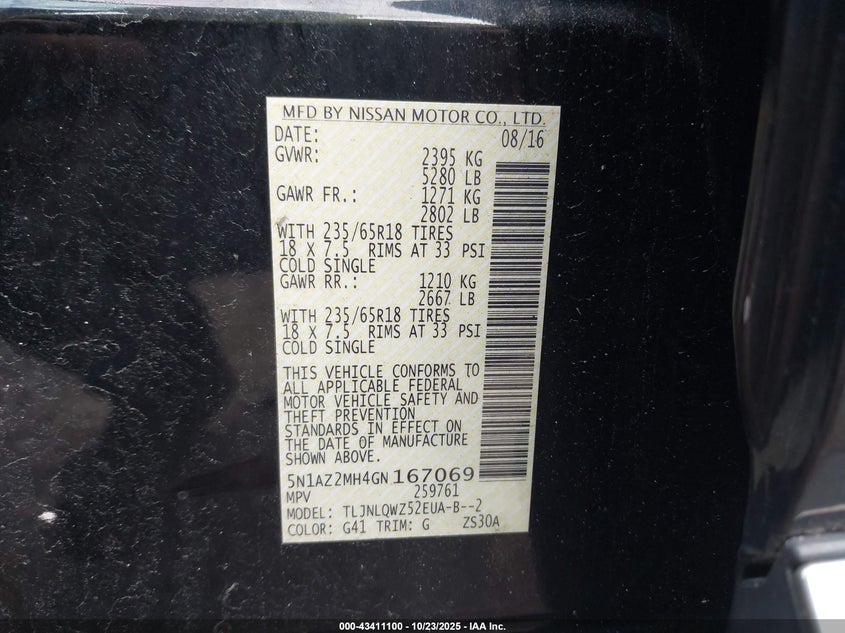 MFD BY NISSAN MOTOR CO., LTD.
DATE: 08/16
GVWR: 2395 KG
5280 LB
GAWR FR.: 1271 KG
2802 LB
WITH 235/65R18 TIRES
18 X 7.5 RIMS AT 33 PSI
COLD SINGLE
GAWR RR.: 1210 KG
2667 LB
WITH 235/65R18 TIRES
18 X 7.5 RIMS AT 33 PSI
COLD SINGLE
THIS VEHICLE CONFORMS TO
ALL APPLICABLE FEDERAL
MOTOR VEHICLE SAFETY AND
THEFT PREVENTION
STANDARDS IN EFFECT ON
THE DATE OF MANUFACTURE
SHOWN ABOVE.
5N1AZ2MH4GN167069
MPV 259761
MODEL: TLJNLQWZ52EUA-B--2
COLOR: G41 TRIM: G ZS30A
000-43411100 - 10/23/2025 - IAA Inc.